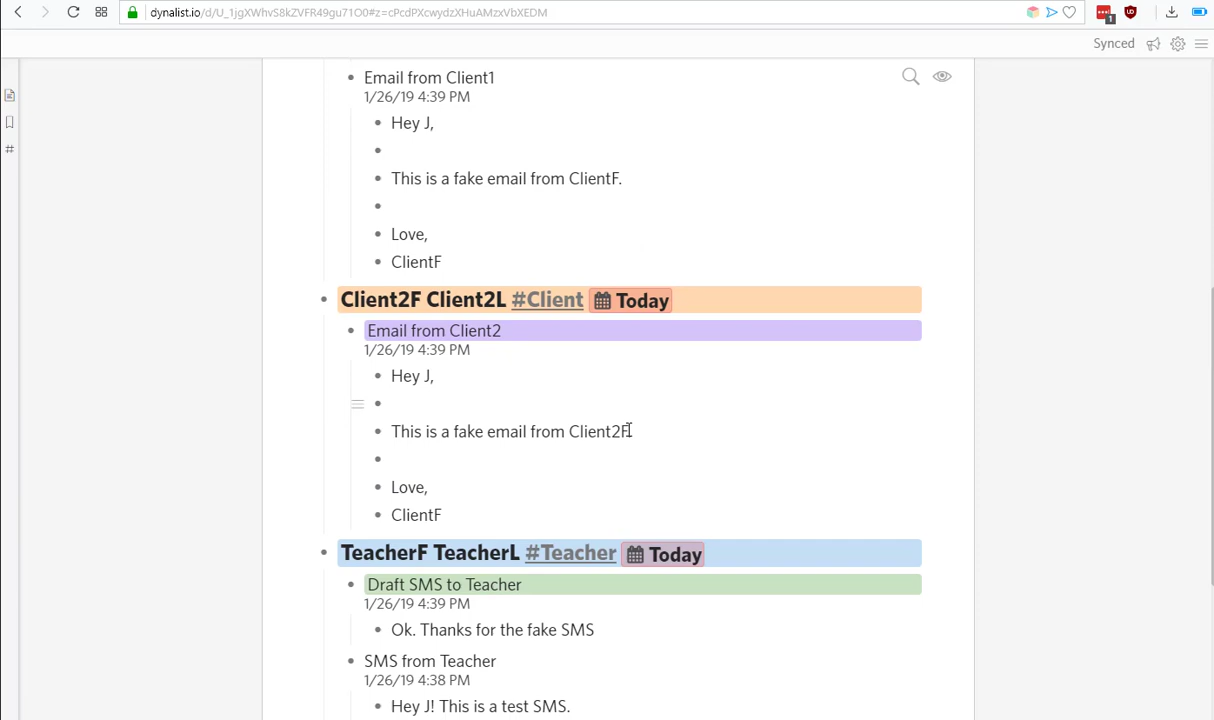 dynalist.io/d/U_1jgXWhvS8kZVFR49gu71O0#z=cPcdPXcwydzXHuAMzxVbXEDM
1
Synced
Email from Client1
1/26/19 4:39 PM
Hey J,
This is a fake email from ClientF.
Love,
ClientF
Client2F Client2L #Client Today
Email from Client2
1/26/19 4:39 PM
Hey J,
This is a fake email from Client2F.
Love,
ClientF
TeacherF TeacherL #Teacher Today
Draft SMS to Teacher
1/26/19 4:39 PM
Ok. Thanks for the fake SMS
SMS from Teacher
1/26/19 4:38 PM
Hey J! This is a test SMS.